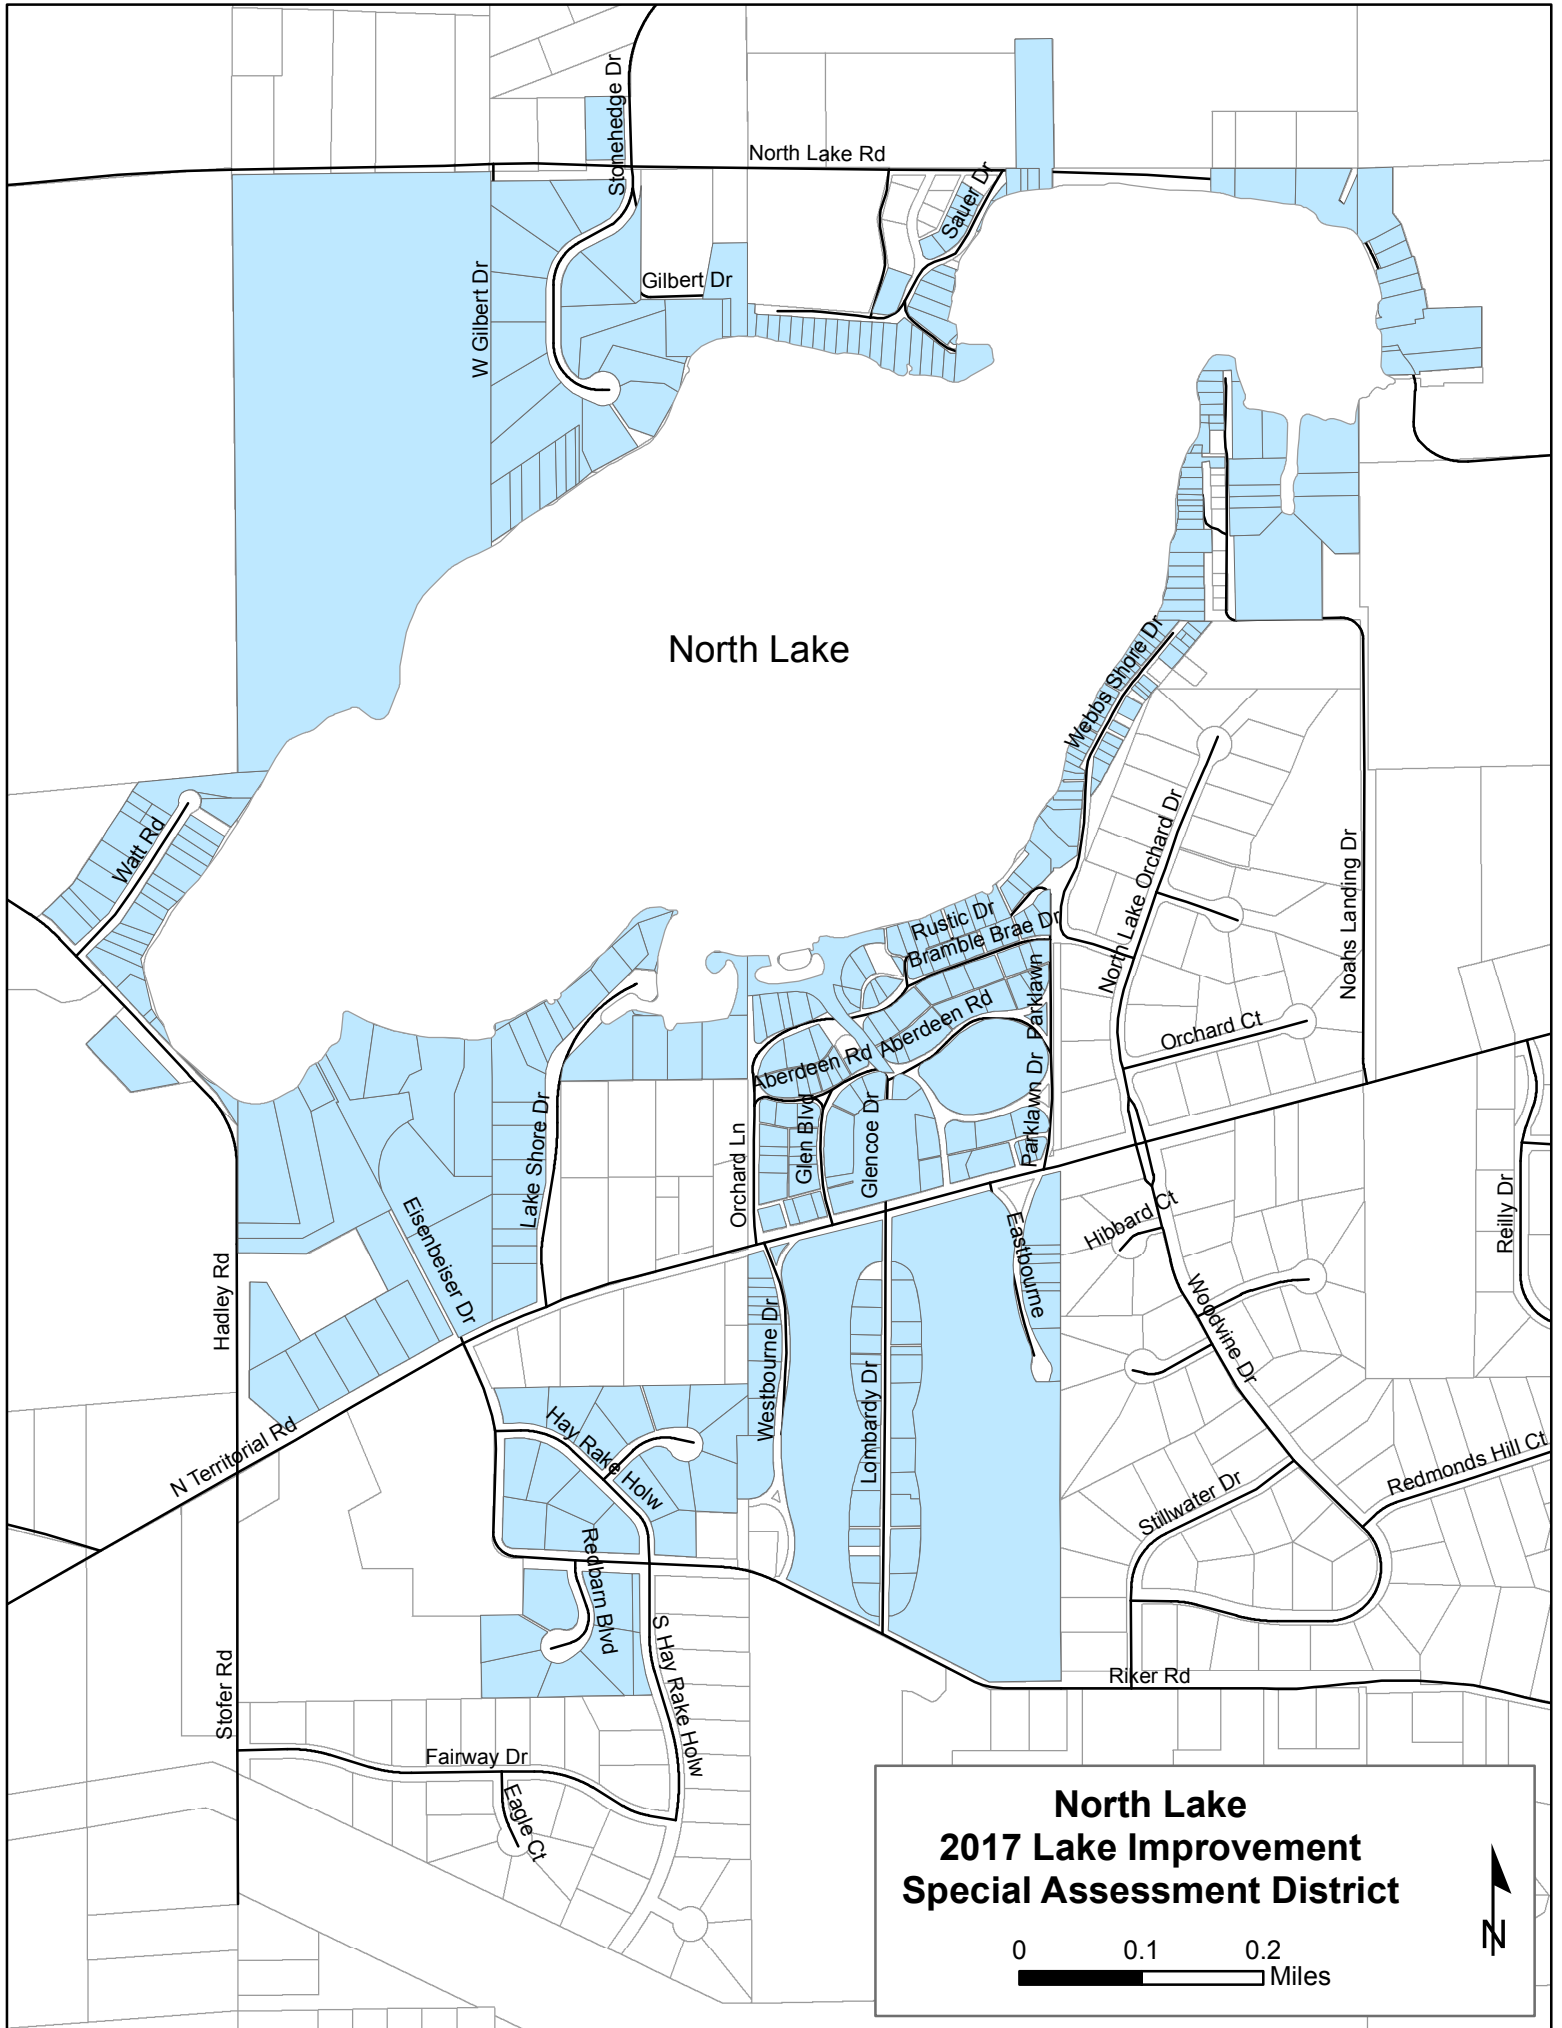 Stonehedge Dr
North Lake Rd
Sauer Dr
W Gilbert Dr
Gilbert Dr
North Lake
Webbs Shore Dr
Watt Rd
North Lake Orchard Dr
Noahs Landing Dr
Rustic Dr
Bramble Brae Dr
Parklawn
Aberdeen Rd
Aberdeen Rd
Orchard Ct
Lake Shore Dr
Orchard Ln
Glen Blvd
Glencoe Dr
Parklawn Dr
Eisenbeiser Dr
Hadley Rd
Eastbourne
Hibbard Ct
Reilly Dr
Woodvine Dr
Westbourne Dr
Lombardy Dr
N Territorial Rd
Hay Rake Holw
Redmonds Hill Ct
Stillwater Dr
Redbarn Blvd
S Hay Rake Holw
Stofer Rd
Riker Rd
Fairway Dr
Eagle Ct
North Lake
2017 Lake Improvement
Special Assessment District
0 0.1 0.2
Miles
N